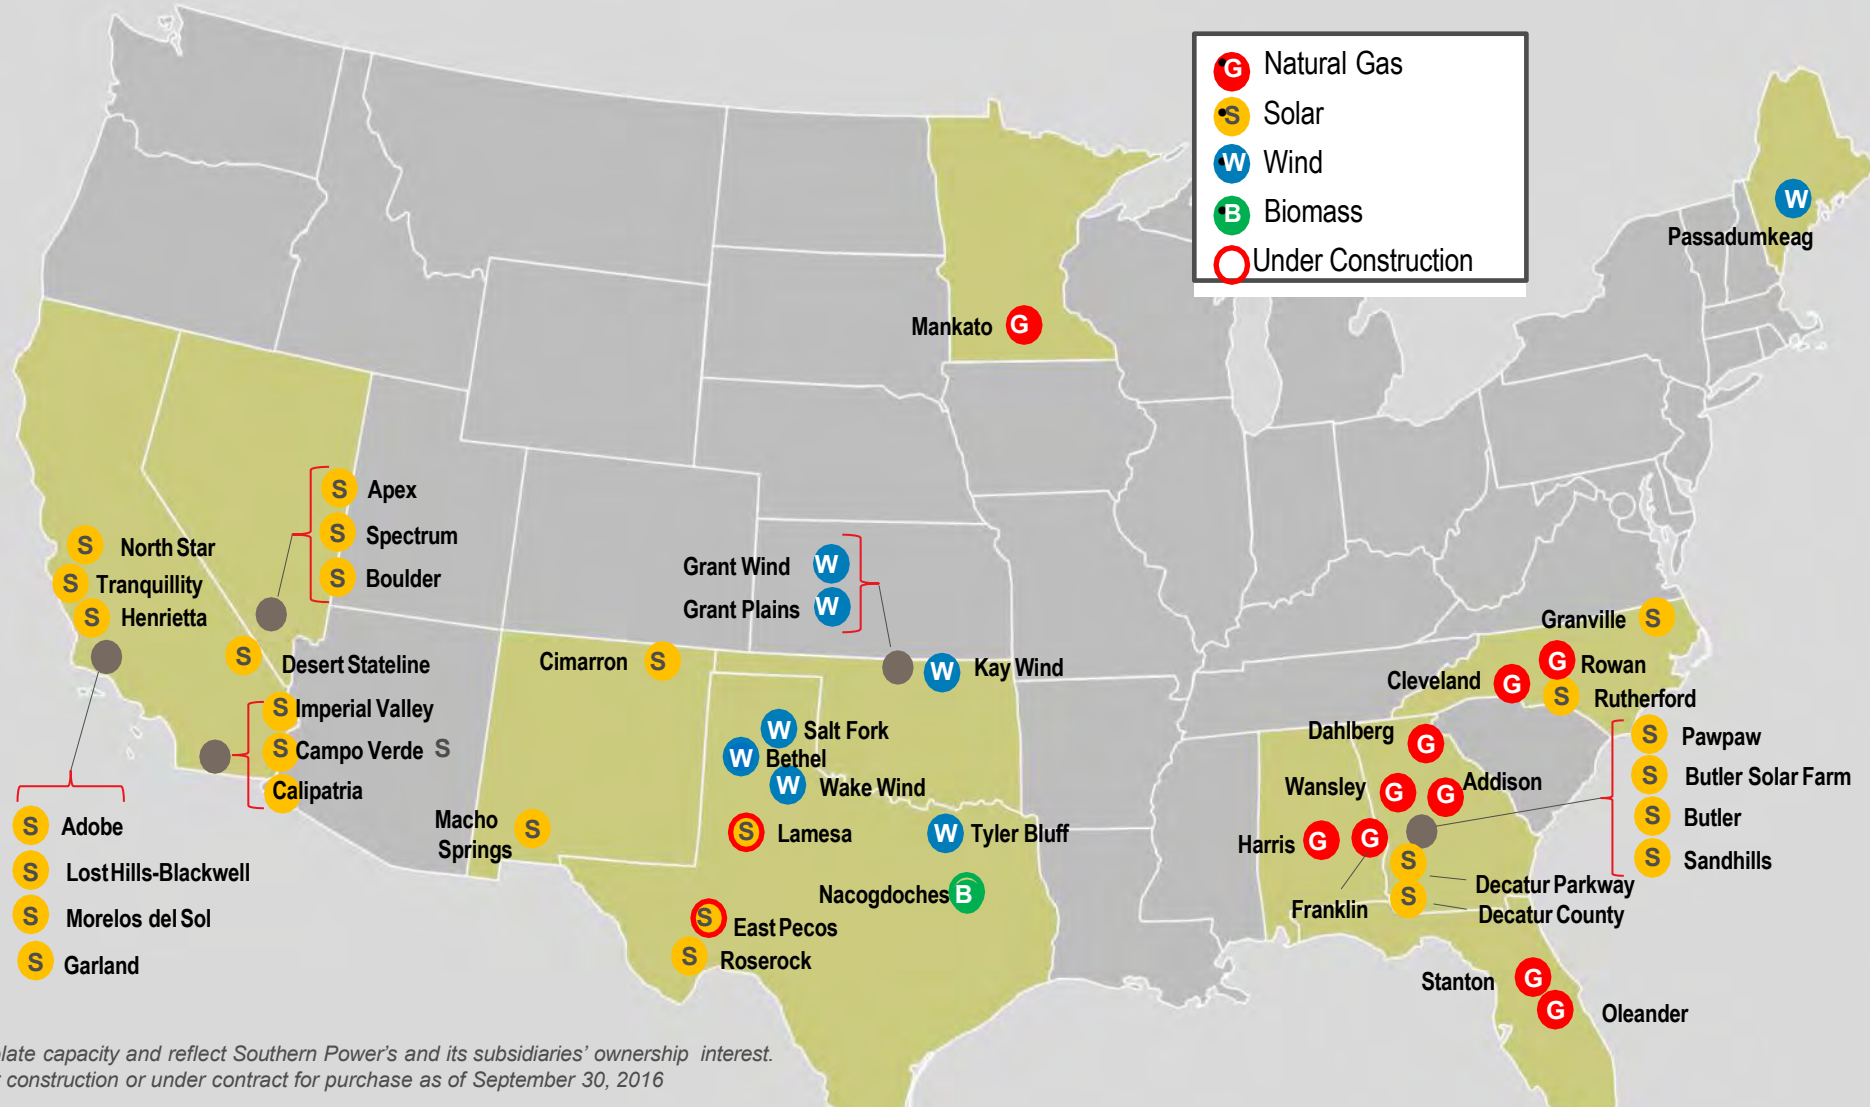 G Natural Gas
S Solar
W Wind
B Biomass
Under Construction
W
Passadumkeag
Mankato G
S Apex
S Spectrum
S Boulder
S North Star
S Tranquillity
S Henrietta
S Desert Stateline
S Imperial Valley
S Campo Verde S
Calipatria
S Adobe
S Lost Hills-Blackwell
S Morelos del Sol
S Garland
Grant Wind W
Grant Plains W
W Kay Wind
Cimarron S
W Salt Fork
W Bethel
W Wake Wind
Macho
Springs S
S Lamesa
W Tyler Bluff
Nacogdoches B
S East Pecos
S Roserock
Granville S
G Rowan
Cleveland G
S Rutherford
Dahlberg G
Wansley G
G Addison
Harris G
G
Franklin
S Pawpaw
S Butler Solar Farm
S Butler
S Sandhills
S Decatur Parkway
S Decatur County
Stanton G
G Oleander
capacity and reflect Southern Power's and its subsidiaries' ownership interest.
construction or under contract for purchase as of September 30, 2016